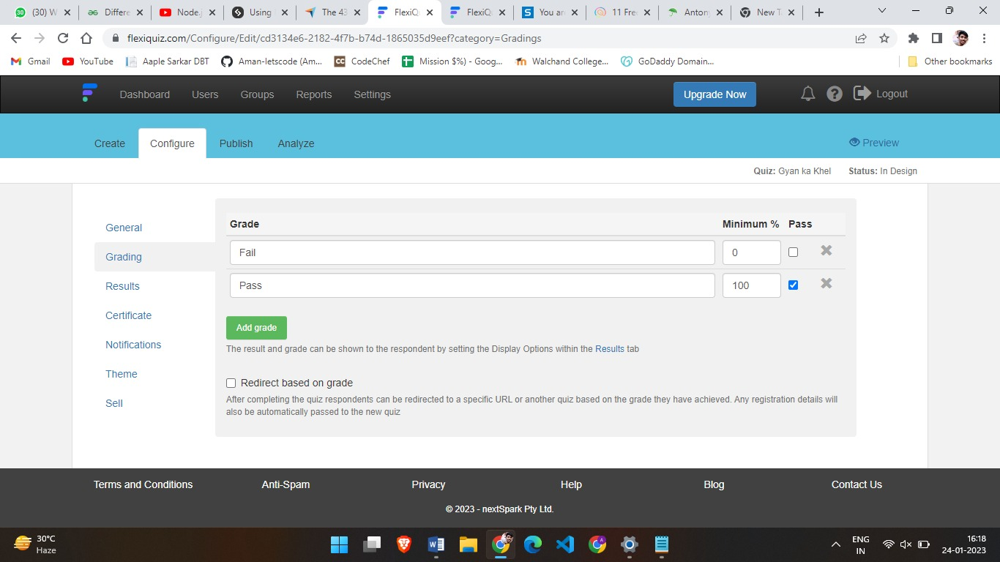 (30) W
Differe
Node.j
Using
The 43
FlexiQ
FlexiQ
You an
11 Fre
Antony
New T
flexiquiz.com/Configure/Edit/cd3134e6-2182-4f7b-b74d-1865035d9eef?category=Gradings
Gmail YouTube Aaple Sarkar DBT Aman-letscode (Am... CodeChef Mission $%) - Goog... Walchand College... GoDaddy Domain... Other bookmarks
Dashboard Users Groups Reports Settings Upgrade Now Logout
Create Configure Publish Analyze Preview
Quiz: Gyan ka Khel Status: In Design
General
Grading
Results
Certificate
Notifications
Theme
Sell
Grade Minimum % Pass
Fail 0
Pass 100
Add grade
The result and grade can be shown to the respondent by setting the Display Options within the Results tab
Redirect based on grade
After completing the quiz respondents can be redirected to a specific URL or another quiz based on the grade they have achieved. Any registration details will
also be automatically passed to the new quiz
Terms and Conditions Anti-Spam Privacy Help Blog Contact Us
© 2023 - nextSpark Pty Ltd.
30°C
Haze
ENG
IN
16:18
24-01-2023